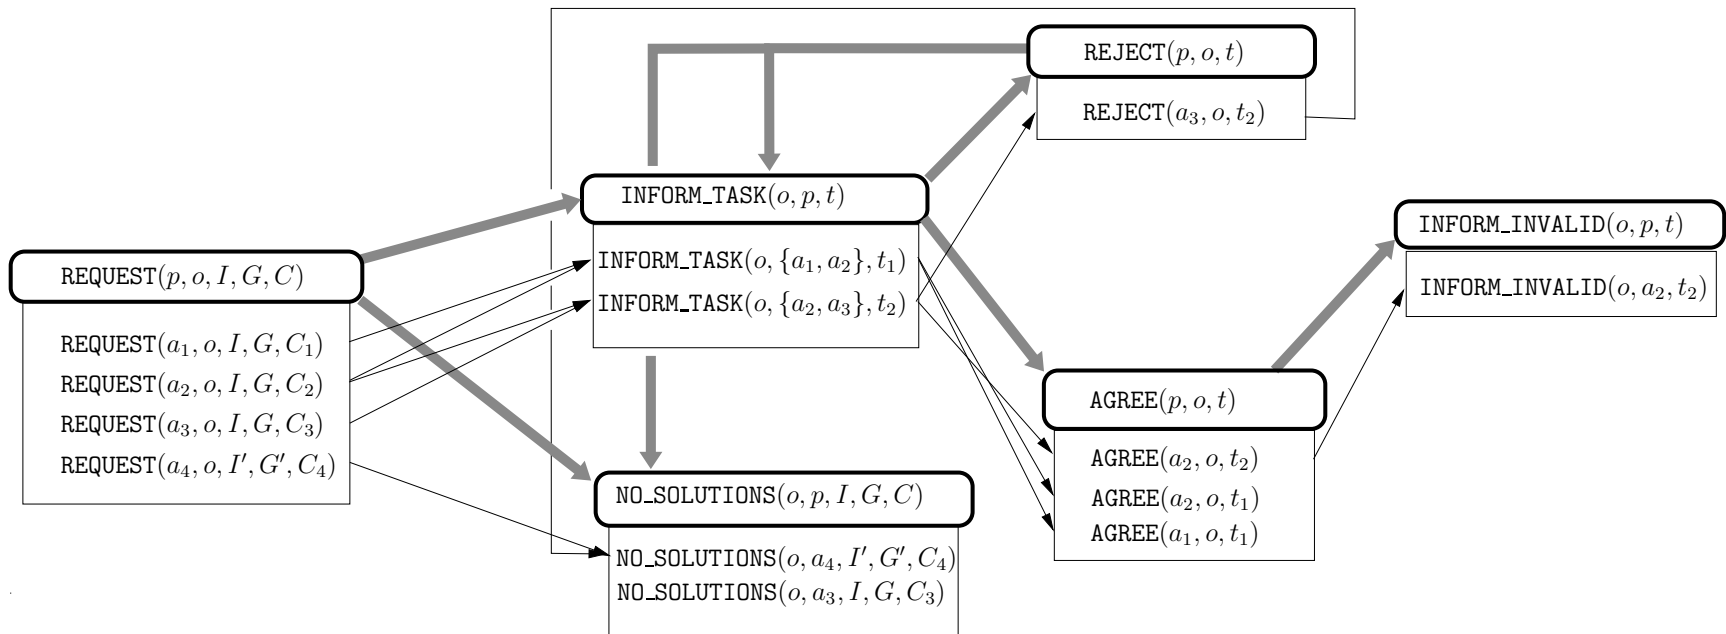 REQUEST(p, o, I, G, C)
REQUEST(a₁, o, I, G, C₁)
REQUEST(a₂, o, I, G, C₂)
REQUEST(a₃, o, I, G, C₃)
REQUEST(a₄, o, I′, G′, C₄)
INFORM_TASK(o, p, t)
INFORM_TASK(o, {a₁, a₂}, t₁)
INFORM_TASK(o, {a₂, a₃}, t₂)
NO_SOLUTIONS(o, p, I, G, C)
NO_SOLUTIONS(o, a₄, I′, G′, C₄)
NO_SOLUTIONS(o, a₃, I, G, C₃)
REJECT(p, o, t)
REJECT(a₃, o, t₂)
AGREE(p, o, t)
AGREE(a₂, o, t₂)
AGREE(a₂, o, t₁)
AGREE(a₁, o, t₁)
INFORM_INVALID(o, p, t)
INFORM_INVALID(o, a₂, t₂)